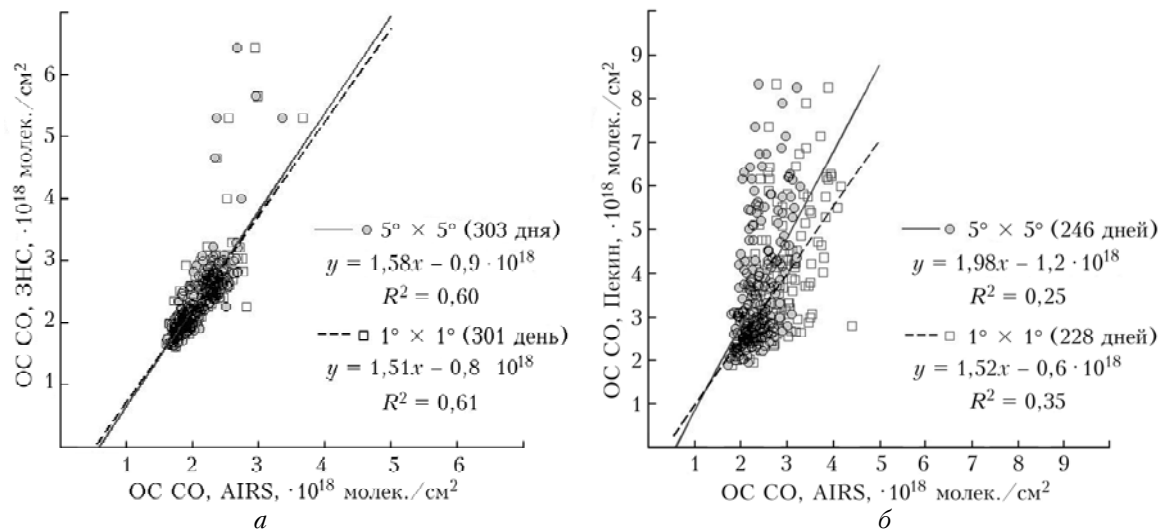 ОС СО, ЗНС, ·10¹⁸ молек./см²
6
5
4
3
2
1
1 2 3 4 5 6
ОС СО, AIRS, ·10¹⁸ молек./см²
5° × 5° (303 дня)
y = 1,58x – 0,9 · 10¹⁸
R² = 0,60
1° × 1° (301 день)
y = 1,51x – 0,8 10¹⁸
R² = 0,61
а
ОС СО, Пекин, ·10¹⁸ молек./см²
9
8
7
6
5
4
3
2
1
1 2 3 4 5 6 7 8 9
ОС СО, AIRS, ·10¹⁸ молек./см²
5° × 5° (246 дней)
y = 1,98x – 1,2 · 10¹⁸
R² = 0,25
1° × 1° (228 дней)
y = 1,52x – 0,6 · 10¹⁸
R² = 0,35
б